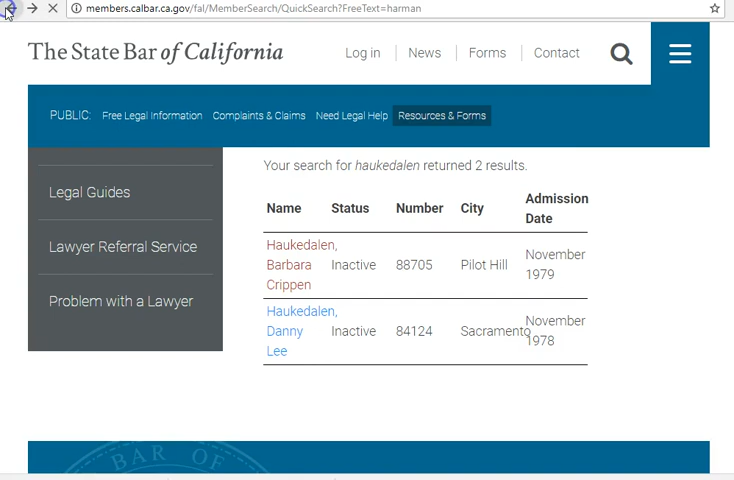 members.calbar.ca.gov/fal/MemberSearch/QuickSearch?FreeText=harman
The State Bar of California
Log in
News
Forms
Contact
PUBLIC: Free Legal Information Complaints & Claims Need Legal Help Resources & Forms
Legal Guides
Lawyer Referral Service
Problem with a Lawyer
Your search for haukedalen returned 2 results.
Name Status Number City Admission
Date
Haukedalen,
Barbara Inactive 88705 Pilot Hill November
Crippen 1979
Haukedalen,
Danny Inactive 84124 Sacramento November
Lee 1978
BAR OF